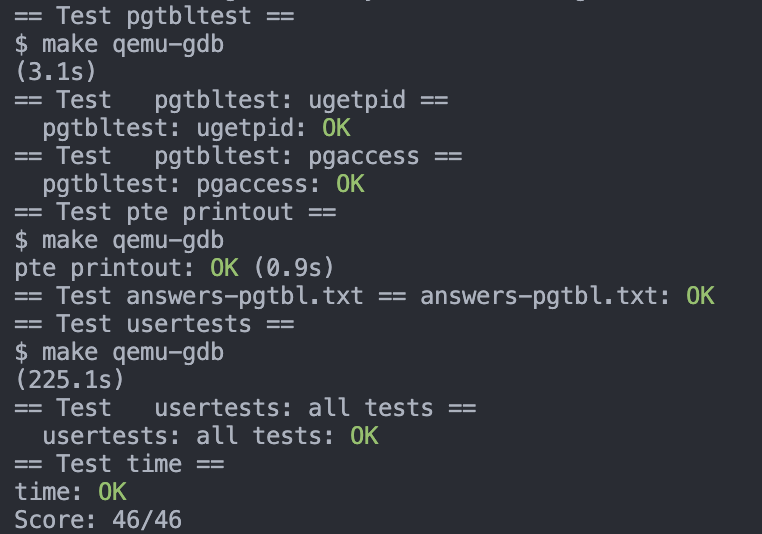 == Test pgtbltest ==
$ make qemu-gdb
(3.1s)
== Test   pgtbltest: ugetpid ==
  pgtbltest: ugetpid: OK
== Test   pgtbltest: pgaccess ==
  pgtbltest: pgaccess: OK
== Test pte printout ==
$ make qemu-gdb
pte printout: OK (0.9s)
== Test answers-pgtbl.txt == answers-pgtbl.txt: OK
== Test usertests ==
$ make qemu-gdb
(225.1s)
== Test   usertests: all tests ==
  usertests: all tests: OK
== Test time ==
time: OK
Score: 46/46